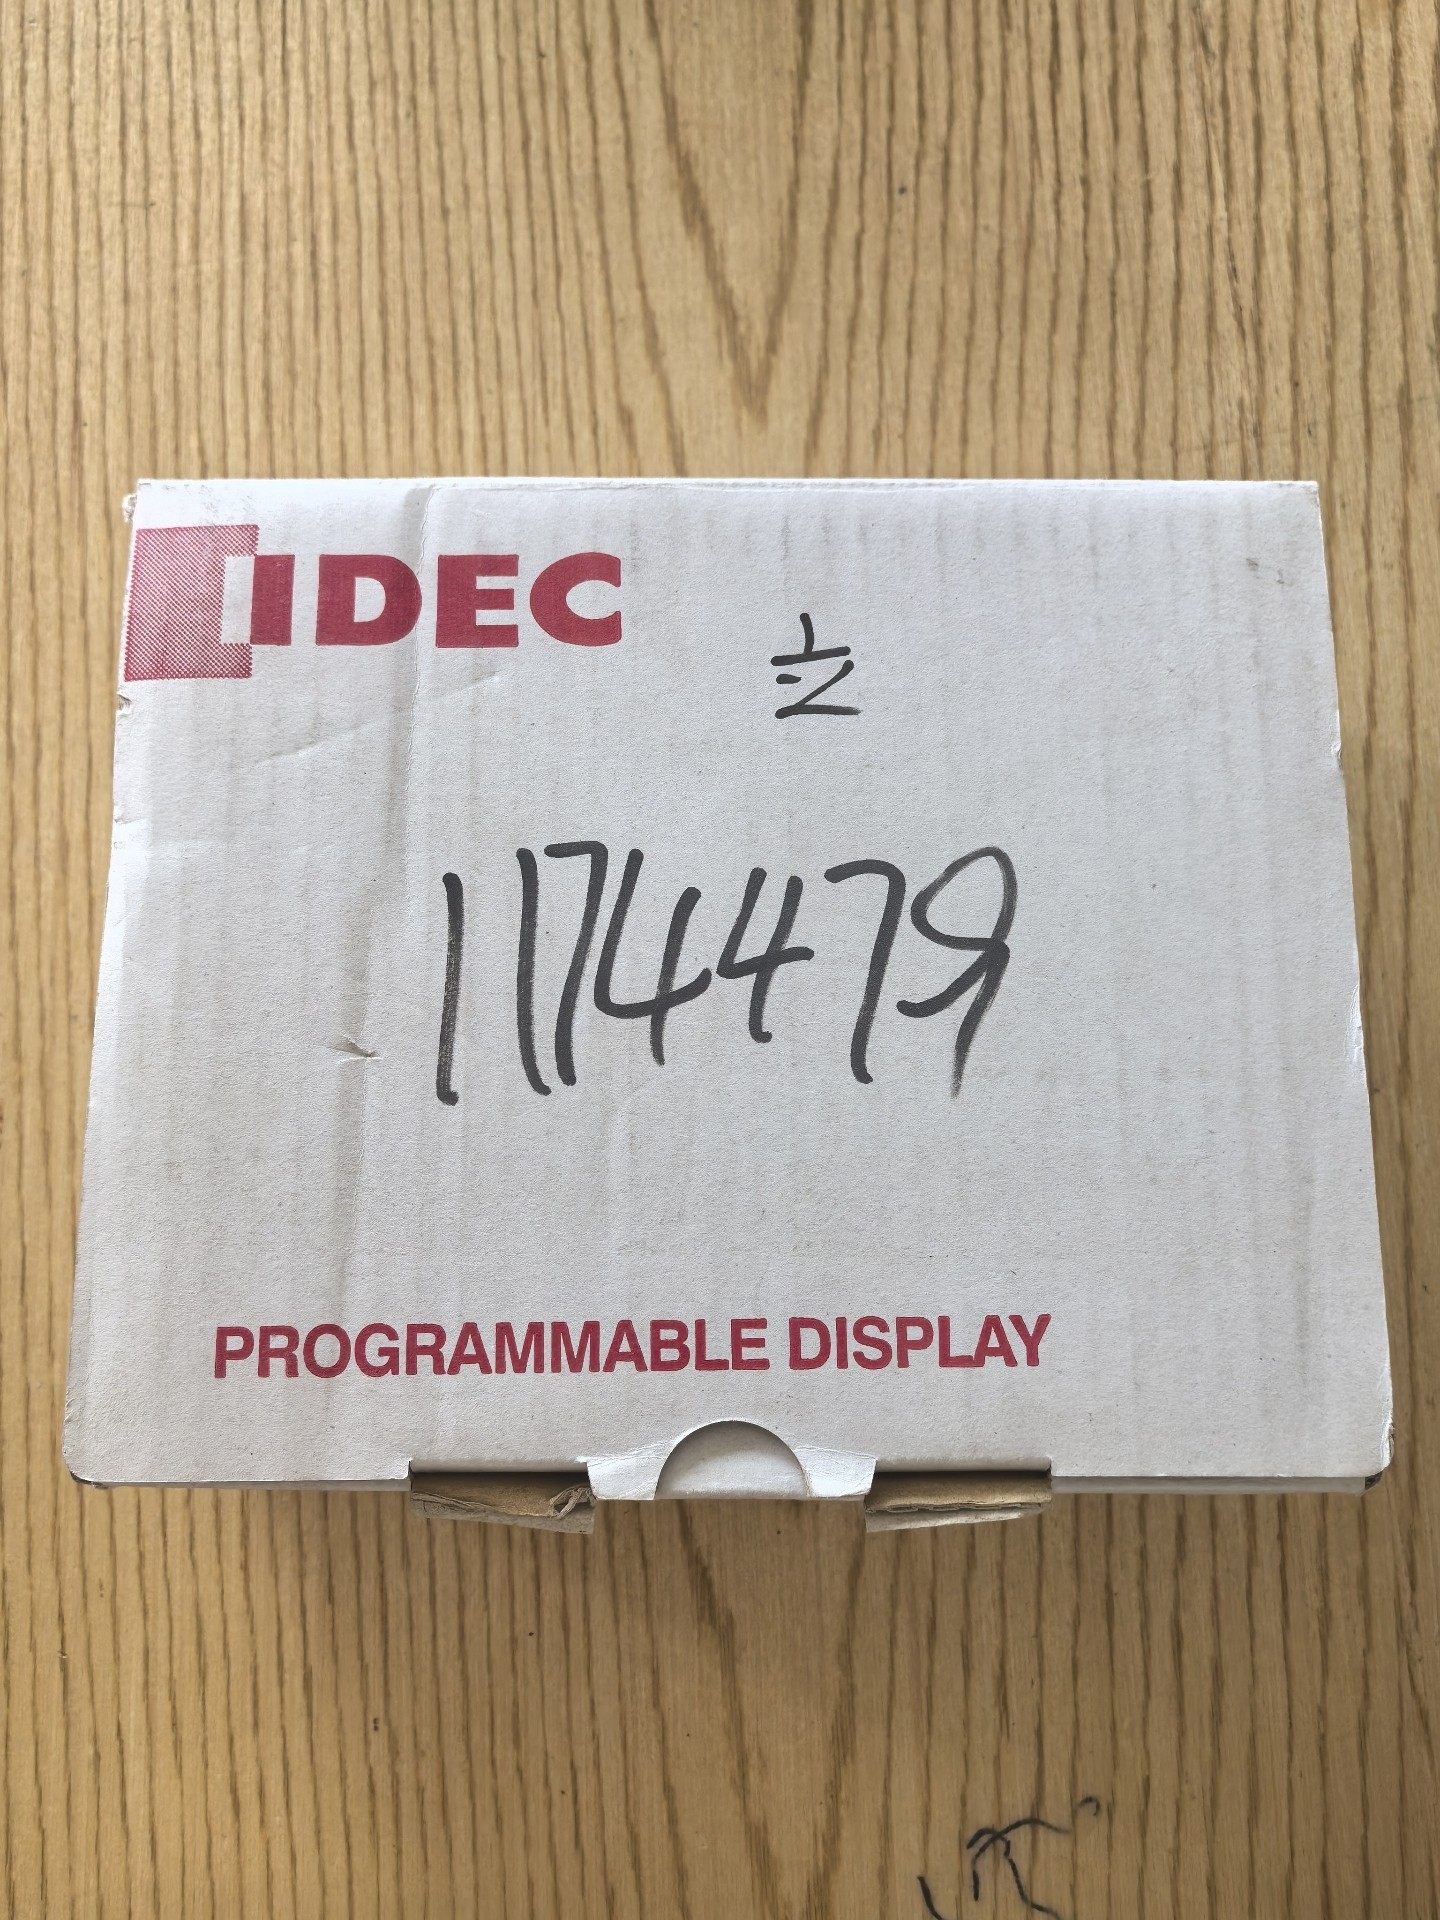 IDEC
1174479
PROGRAMMABLE DISPLAY